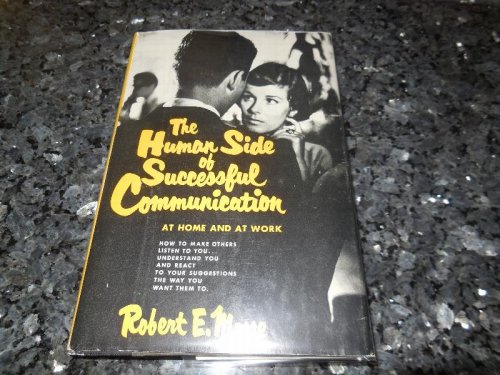 The
Human Side
of
Successful
Communication
AT HOME AND AT WORK
HOW TO MAKE OTHERS
LISTEN TO YOU...
UNDERSTAND YOU
AND REACT
TO YOUR SUGGESTIONS
THE WAY YOU
WANT THEM TO.
Robert E.